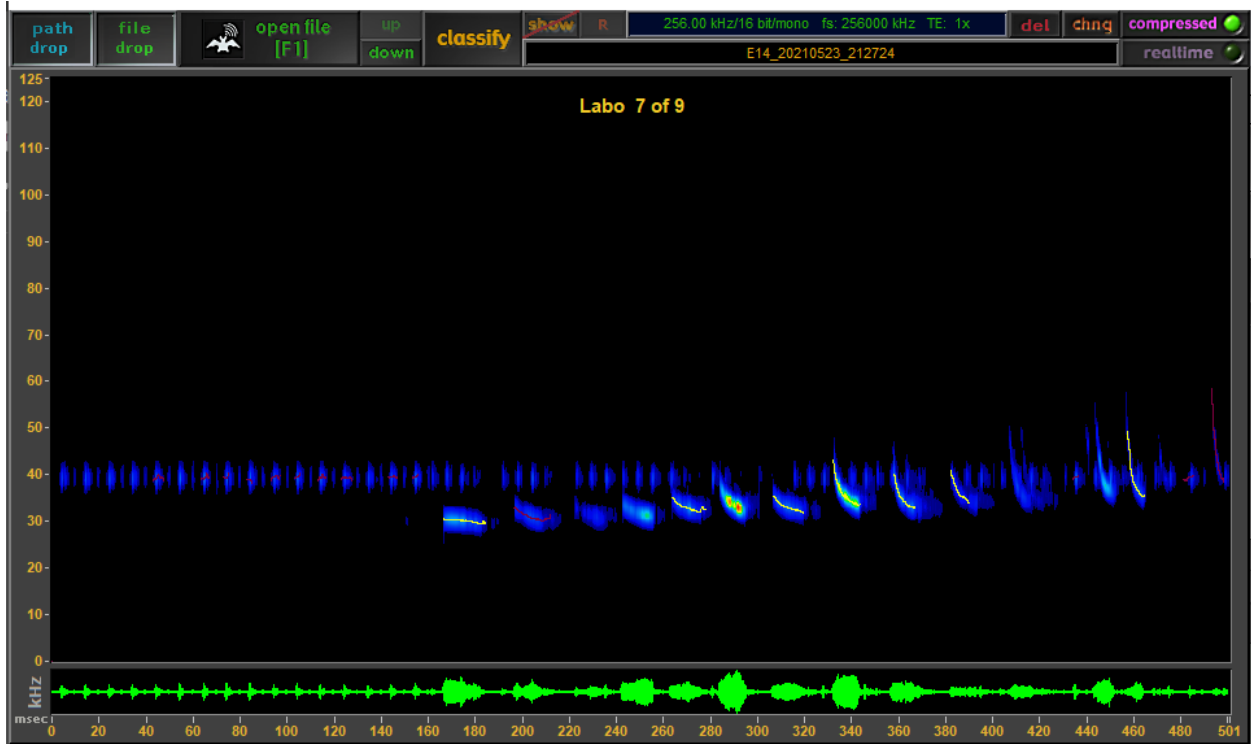 path drop
file drop
open file [F1]
up
down
classify
show
R
256.00 kHz/16 bit/mono fs: 256000 kHz TE: 1x
E14_20210523_212724
del
chng
compressed
realtime
Labo 7 of 9
125
120
110
100
90
80
70
60
50
40
30
20
10
0
kHz
msec
0 20 40 60 80 100 120 140 160 180 200 220 240 260 280 300 320 340 360 380 400 420 440 460 480 501